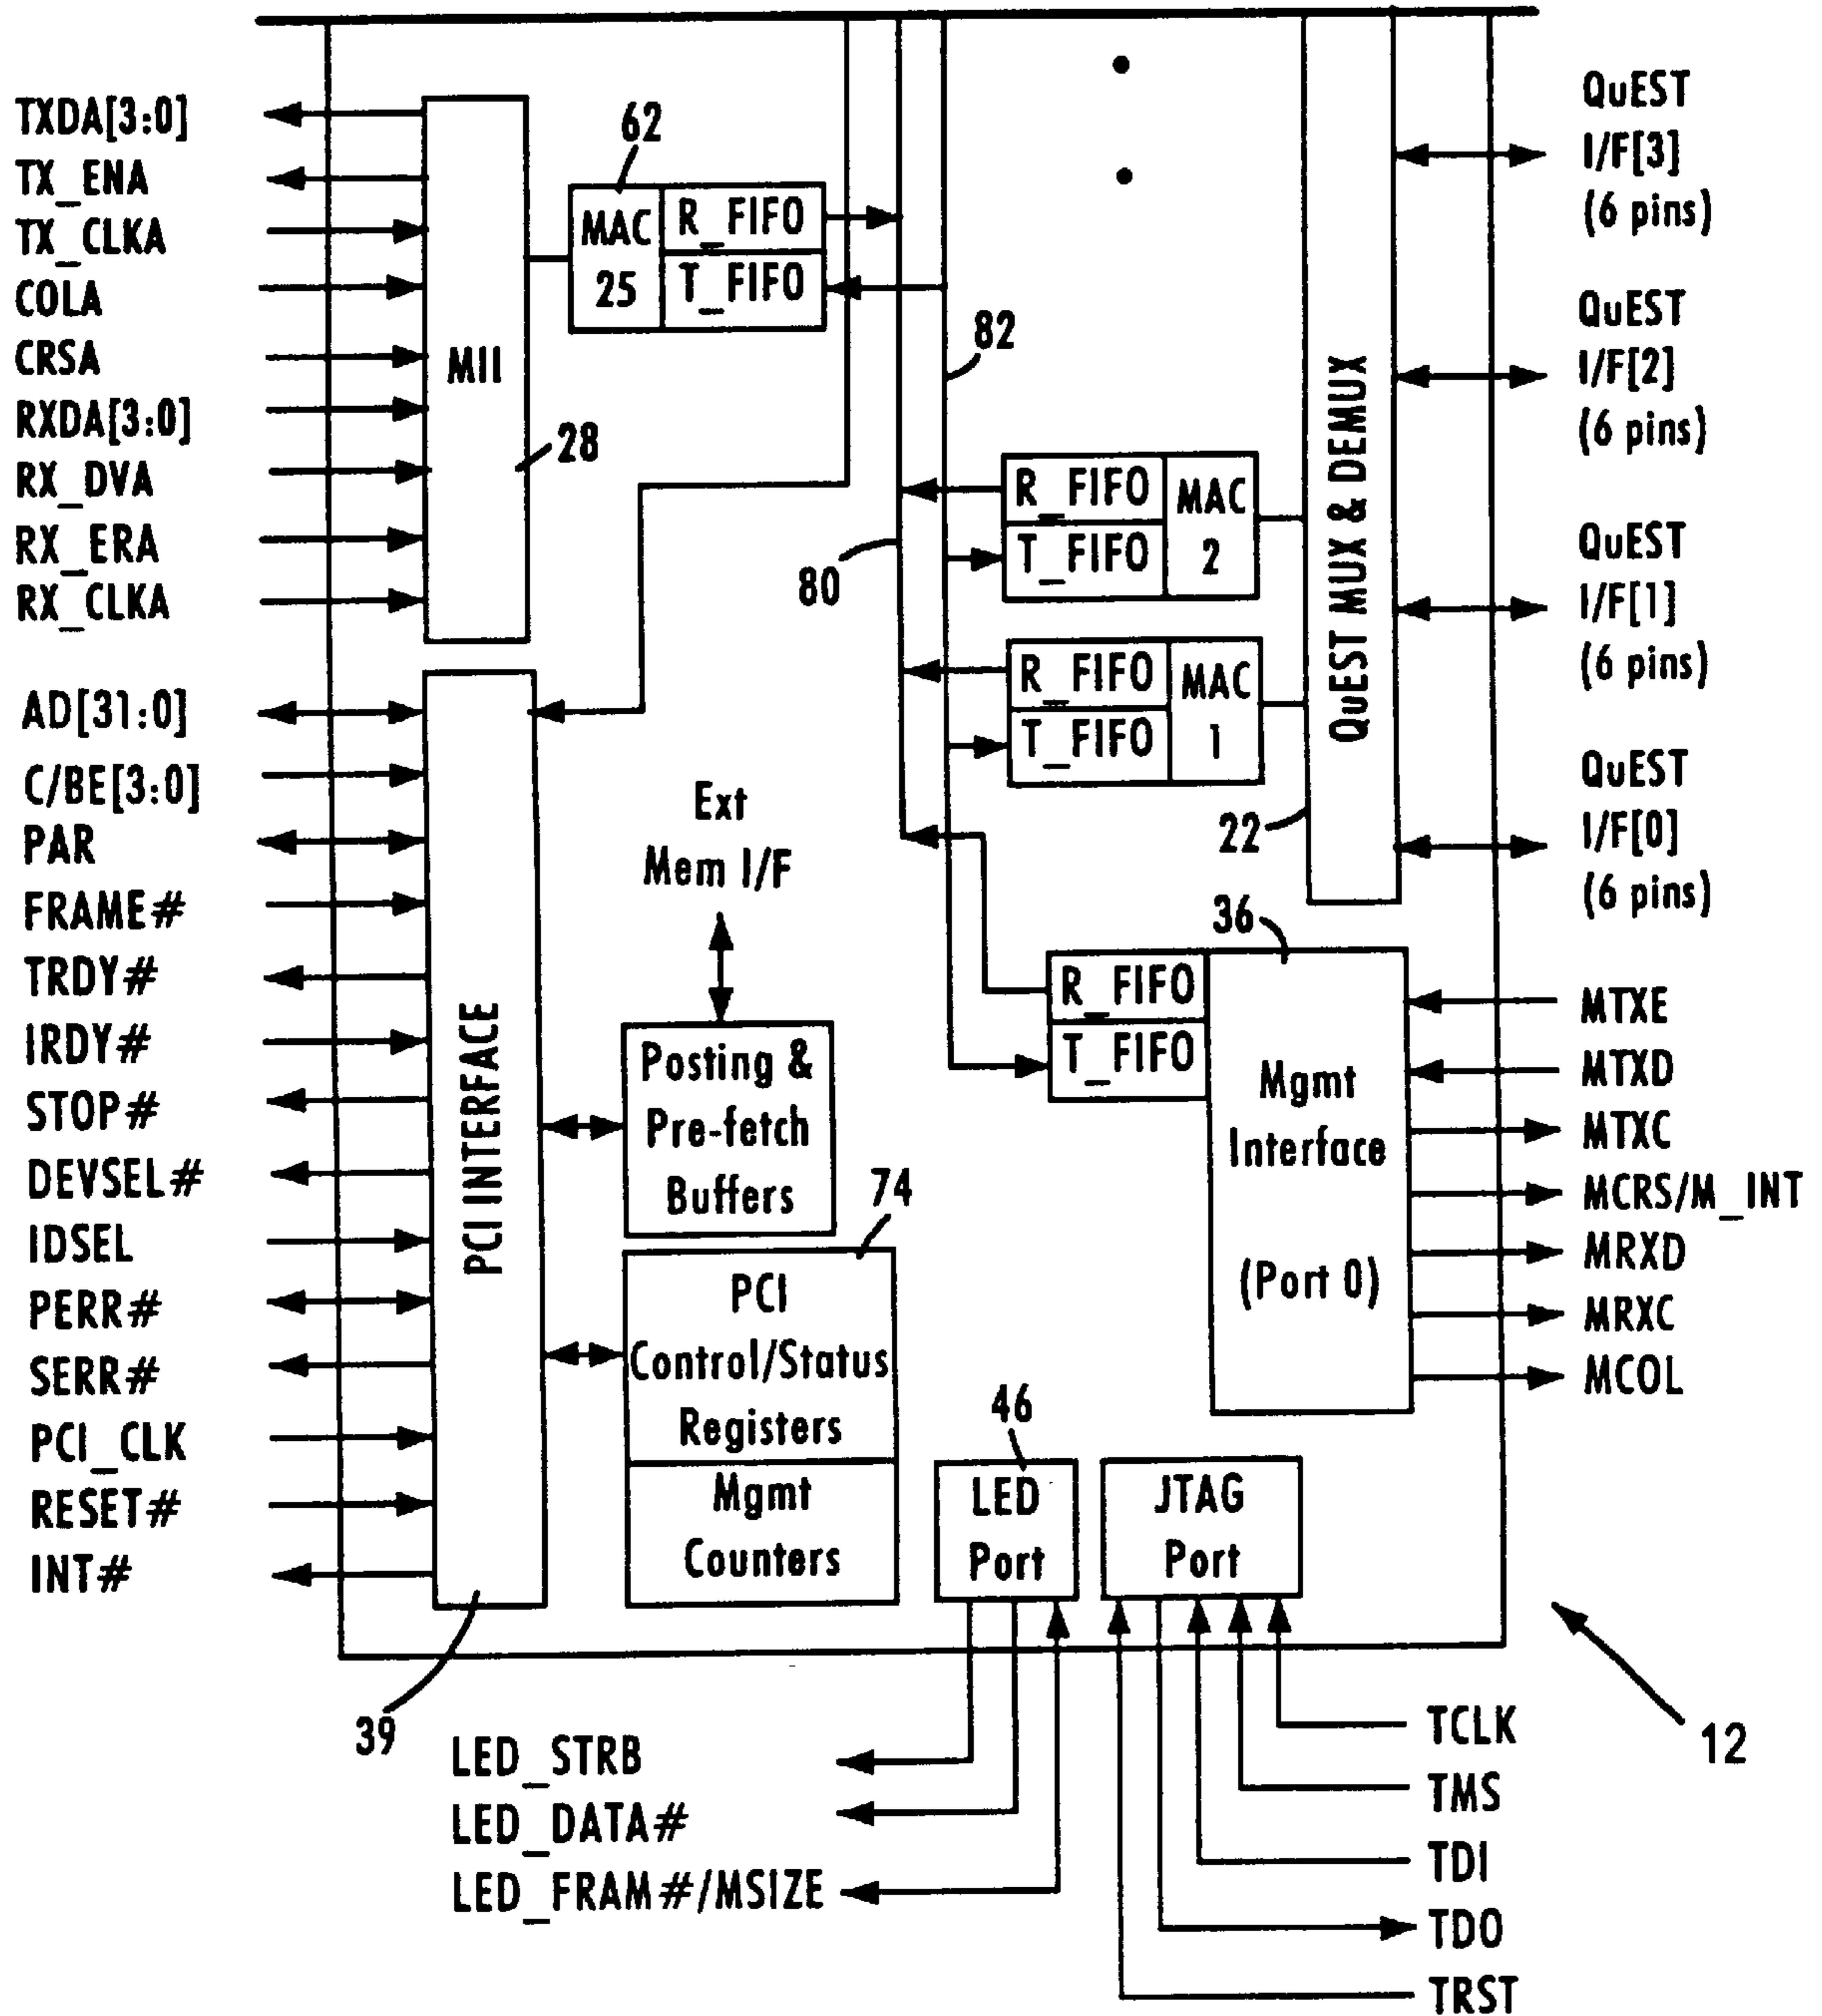 TXDA[3:0]
TX_ENA
TX_CLKA
COLA
CRSA
RXDA[3:0]
RX_DVA
RX_ERA
RX_CLKA
MII
28
62
MAC
25
R_FIFO
T_FIFO
82
80
R_FIFO
T_FIFO
MAC
2
R_FIFO
T_FIFO
MAC
1
QuEST MUX & DEMUX
22
QuEST
I/F[3]
(6 pins)
QuEST
I/F[2]
(6 pins)
QuEST
I/F[1]
(6 pins)
QuEST
I/F[0]
(6 pins)
AD[31:0]
C/BE[3:0]
PAR
FRAME#
TRDY#
IRDY#
STOP#
DEVSEL#
IDSEL
PERR#
SERR#
PCI_CLK
RESET#
INT#
PCI INTERFACE
39
Ext
Mem I/F
Posting &
Pre-fetch
Buffers
74
PCI
Control/Status
Registers
Mgmt
Counters
36
R_FIFO
T_FIFO
Mgmt
Interface
(Port 0)
MTXE
MTXD
MTXC
MCRS/M_INT
MRXD
MRXC
MCOL
46
LED
Port
JTAG
Port
LED_STRB
LED_DATA#
LED_FRAM#/MSIZE
TCLK
TMS
TDI
TDO
TRST
12